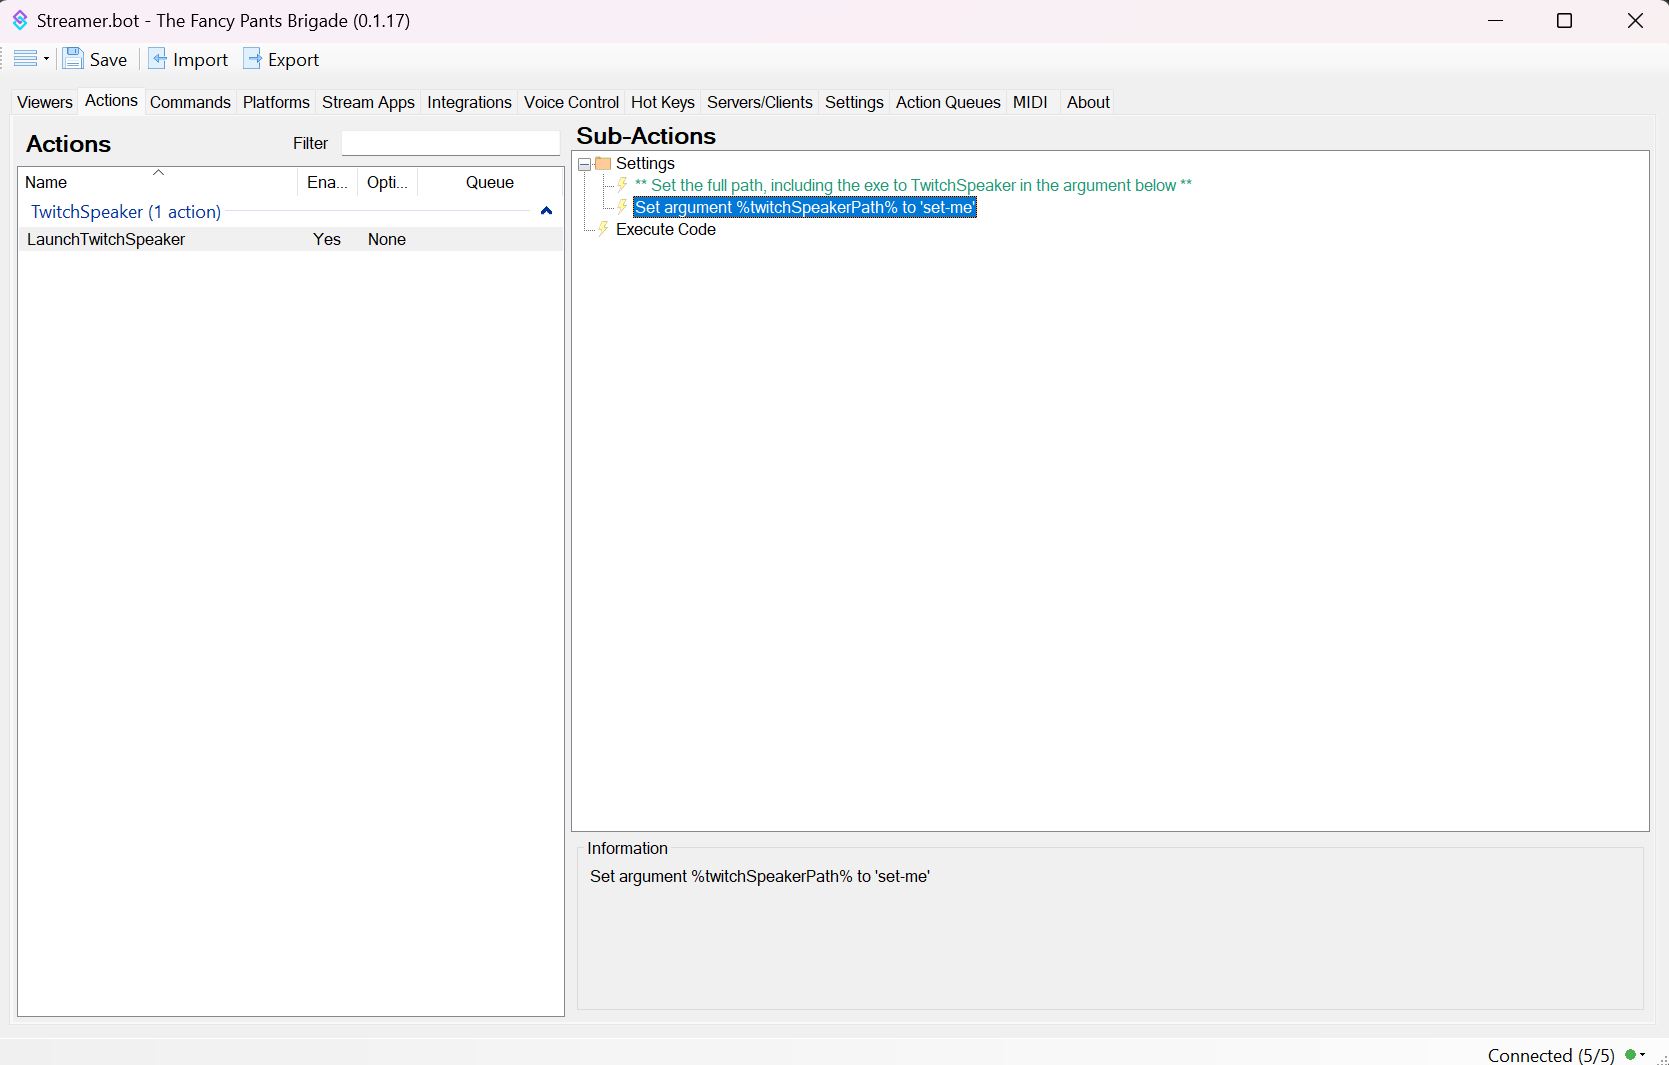 Streamer.bot - The Fancy Pants Brigade (0.1.17)
Save Import Export
Viewers Actions Commands Platforms Stream Apps Integrations Voice Control Hot Keys Servers/Clients Settings Action Queues MIDI About
Actions
Filter
Name Ena... Opti... Queue
TwitchSpeaker (1 action)
LaunchTwitchSpeaker Yes None
Sub-Actions
Settings
** Set the full path, including the exe to TwitchSpeaker in the argument below **
Set argument %twitchSpeakerPath% to 'set-me'
Execute Code
Information
Set argument %twitchSpeakerPath% to 'set-me'
Connected (5/5)